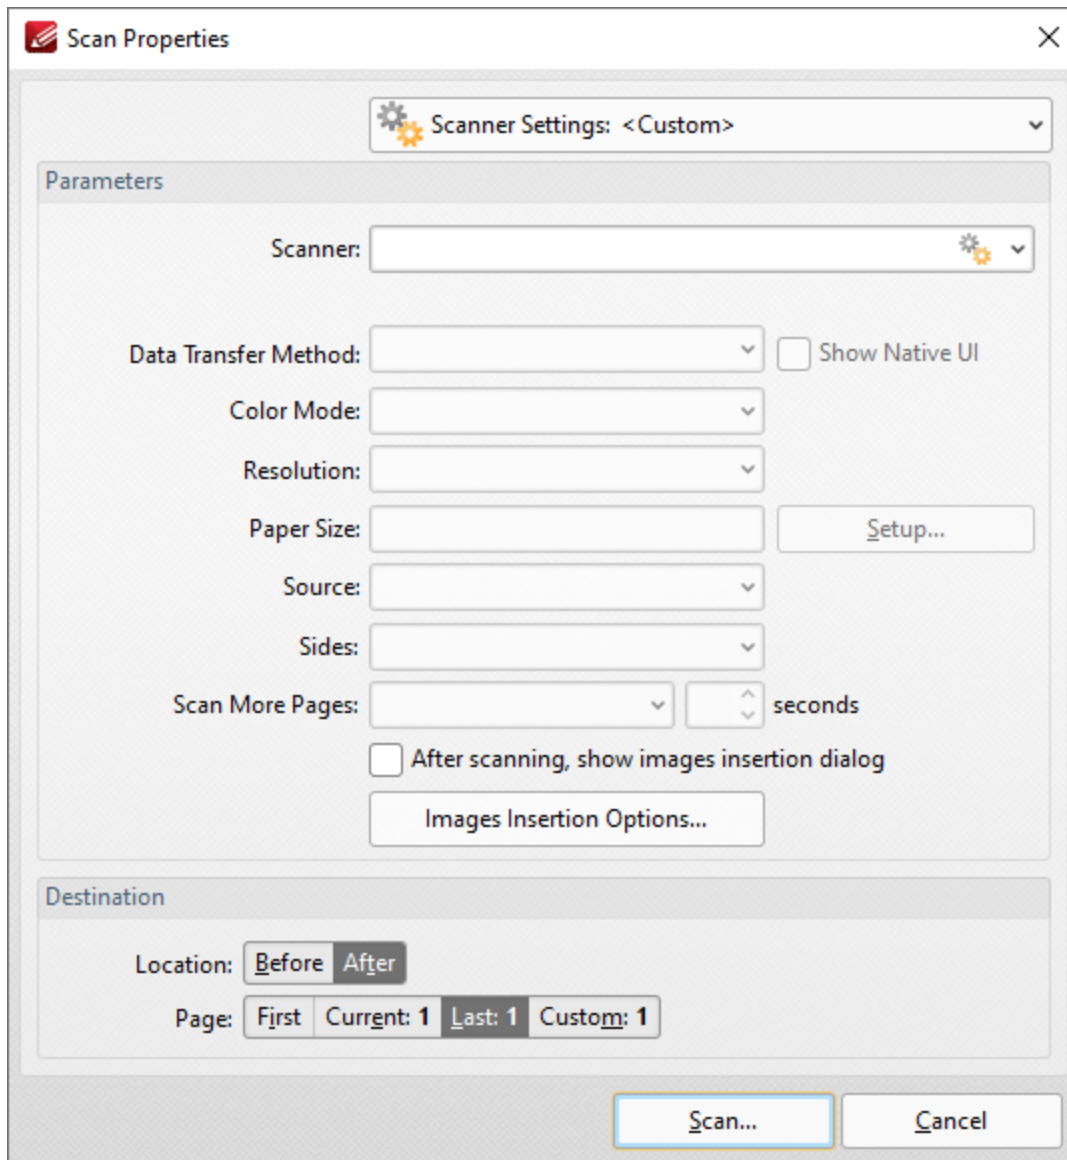 Scan Properties
Scanner Settings: <Custom>
Parameters
Scanner:
Data Transfer Method:
Show Native UI
Color Mode:
Resolution:
Paper Size:
Setup...
Source:
Sides:
Scan More Pages:
seconds
After scanning, show images insertion dialog
Images Insertion Options...
Destination
Location: Before After
Page: First Current: 1 Last: 1 Custom: 1
Scan... Cancel